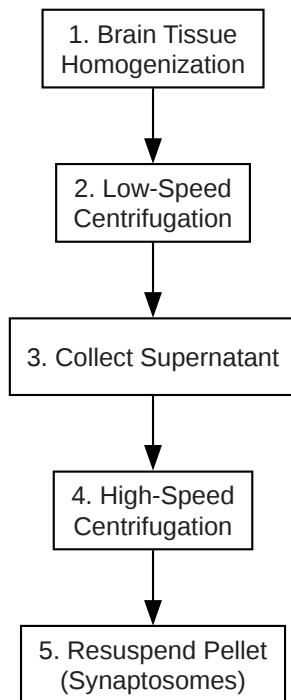 1. Brain Tissue
Homogenization
2. Low-Speed
Centrifugation
3. Collect Supernatant
4. High-Speed
Centrifugation
5. Resuspend Pellet
(Synaptosomes)